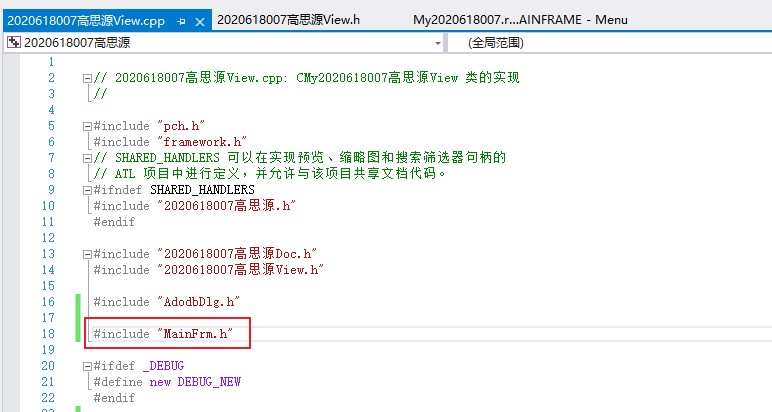 2020618007高思源View.cpp
2020618007高思源View.h
My2020618007.r...AINFRAME - Menu
2020618007高思源
(全局范围)
1
2 // 2020618007高思源View.cpp: CMy2020618007高思源View 类的实现
3 //
4
5 #include "pch.h"
6 #include "framework.h"
7 // SHARED_HANDLERS 可以在实现预览、缩略图和搜索筛选器句柄的
8 // ATL 项目中进行定义，并允许与该项目共享文档代码。
9 #ifndef SHARED_HANDLERS
10 #include "2020618007高思源.h"
11 #endif
12
13 #include "2020618007高思源Doc.h"
14 #include "2020618007高思源View.h"
15
16 #include "AdodbDlg.h"
17
18 #include "MainFrm.h"
19
20 #ifdef _DEBUG
21 #define new DEBUG_NEW
22 #endif